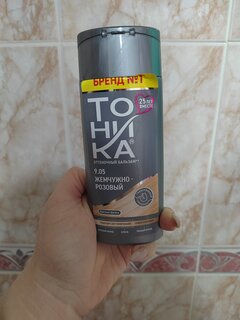 БРЕНД №1
25 ЛЕТ
ВМЕСТЕ
ТО
НИ
КА®
ОТТЕНОЧНЫЙ БАЛЬЗАМ
9.05
ЖЕМЧУЖНО-
РОЗОВЫЙ